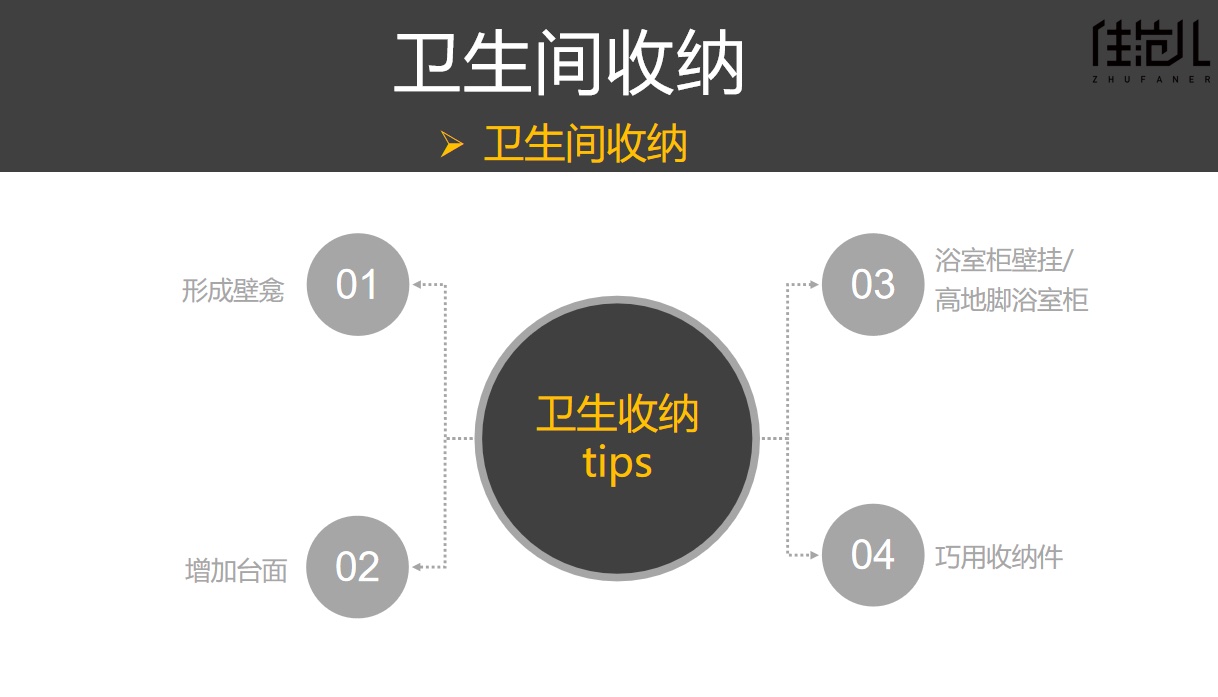 卫生间收纳
住范儿
ZHUFANER
➢ 卫生间收纳
形成壁龛
01
增加台面
02
卫生收纳
tips
03
浴室柜壁挂/
高地脚浴室柜
04
巧用收纳件